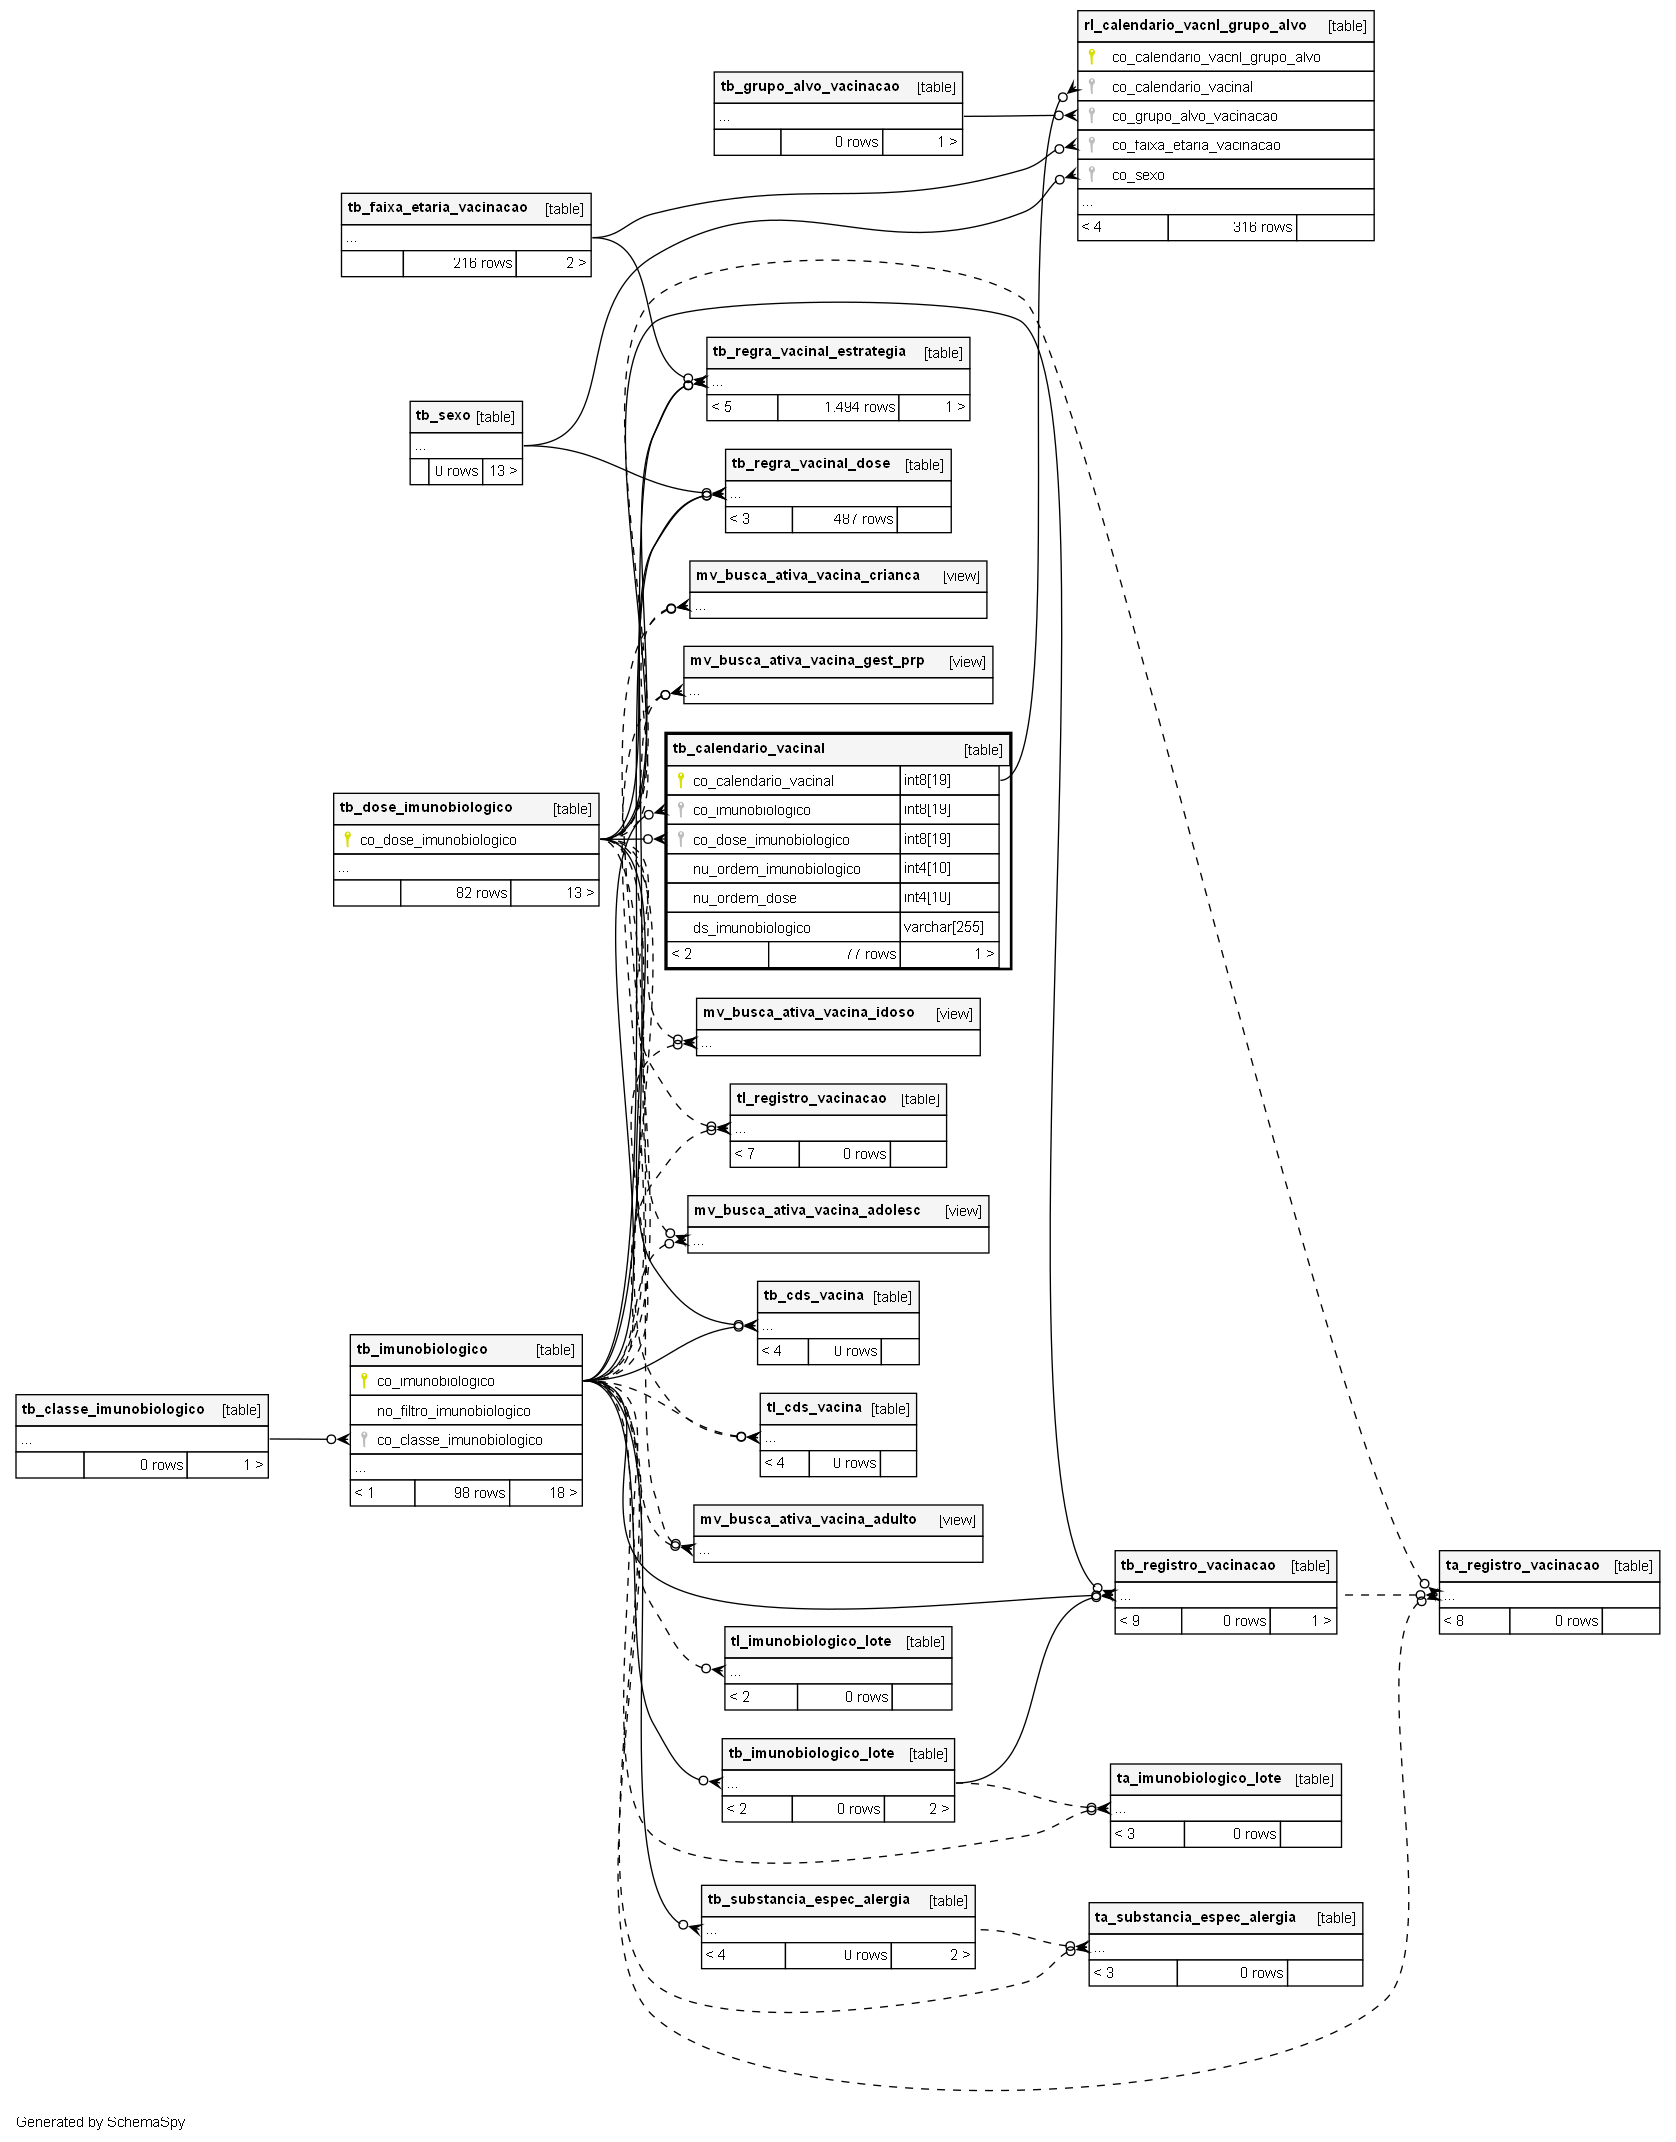 rl_calendario_vacnl_grupo_alvo [table]
co_calendario_vacnl_grupo_alvo
co_calendario_vacinal
co_grupo_alvo_vacinacao
co_faixa_etaria_vacinacao
co_sexo
...
< 4 316 rows
tb_grupo_alvo_vacinacao [table]
...
0 rows 1 >
tb_faixa_etaria_vacinacao [table]
...
216 rows 2 >
tb_regra_vacinal_estrategia [table]
...
< 5 1.494 rows 1 >
tb_sexo [table]
...
0 rows 13 >
tb_regra_vacinal_dose [table]
...
< 3 487 rows
mv_busca_ativa_vacina_crianca [view]
...
mv_busca_ativa_vacina_gest_prp [view]
...
tb_calendario_vacinal [table]
co_calendario_vacinal int8[19]
co_imunobiologico int8[19]
co_dose_imunobiologico int8[19]
nu_ordem_imunobiologico int4[10]
nu_ordem_dose int4[10]
ds_imunobiologico varchar[255]
< 2 77 rows 1 >
tb_dose_imunobiologico [table]
co_dose_imunobiologico
...
82 rows 13 >
mv_busca_ativa_vacina_idoso [view]
...
tl_registro_vacinacao [table]
...
< 7 0 rows
mv_busca_ativa_vacina_adolesc [view]
...
tb_cds_vacina [table]
...
< 4 0 rows
tb_imunobiologico [table]
co_imunobiologico
no_filtro_imunobiologico
co_classe_imunobiologico
...
< 1 98 rows 18 >
tb_classe_imunobiologico [table]
...
0 rows 1 >
tl_cds_vacina [table]
...
< 4 0 rows
mv_busca_ativa_vacina_adulto [view]
...
tb_registro_vacinacao [table]
...
< 9 0 rows 1 >
ta_registro_vacinacao [table]
...
< 8 0 rows
tl_imunobiologico_lote [table]
...
< 2 0 rows
tb_imunobiologico_lote [table]
...
< 2 0 rows 2 >
ta_imunobiologico_lote [table]
...
< 3 0 rows
tb_substancia_espec_alergia [table]
...
< 4 0 rows 2 >
ta_substancia_espec_alergia [table]
...
< 3 0 rows
Generated by SchemaSpy